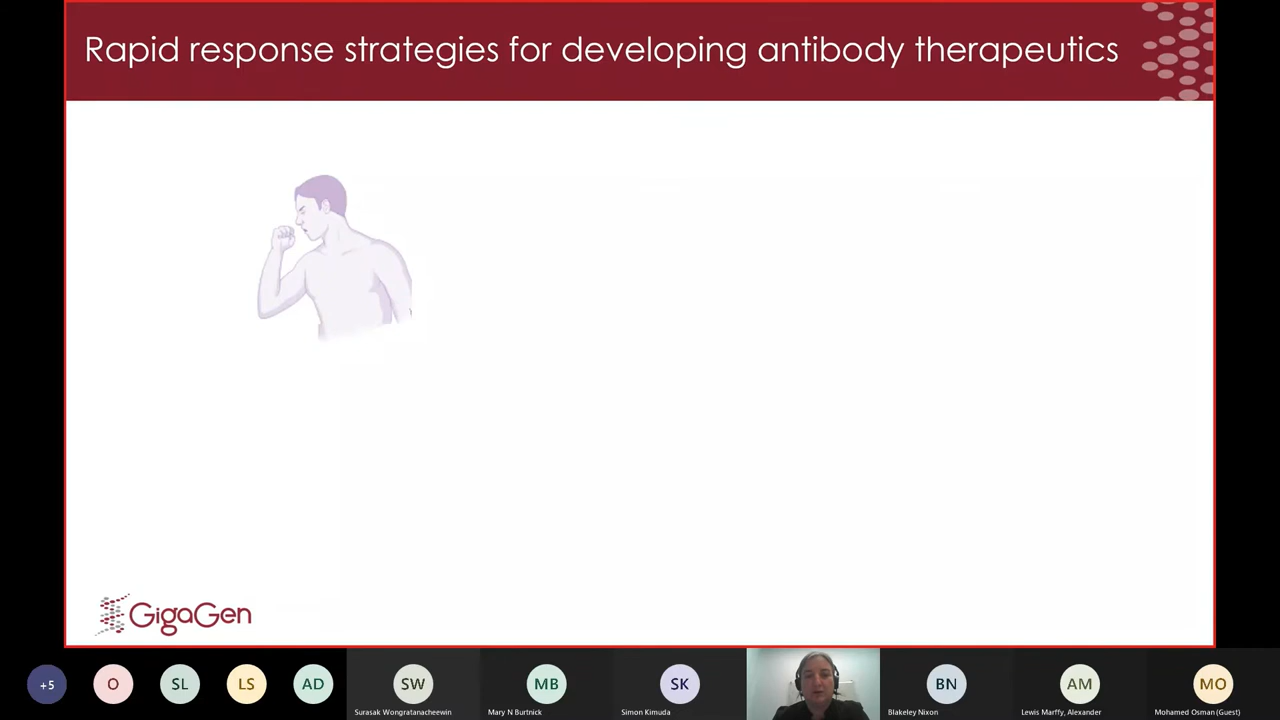 Rapid response strategies for developing antibody therapeutics
GigaGen
+5
O
SL
LS
AD
SW
Surasak Wongratanacheewin
MB
Mary N Burtnick
SK
Simon Kimuda
BN
Blakeley Nixon
AM
Lewis Marffy, Alexander
MO
Mohamed Osman (Guest)